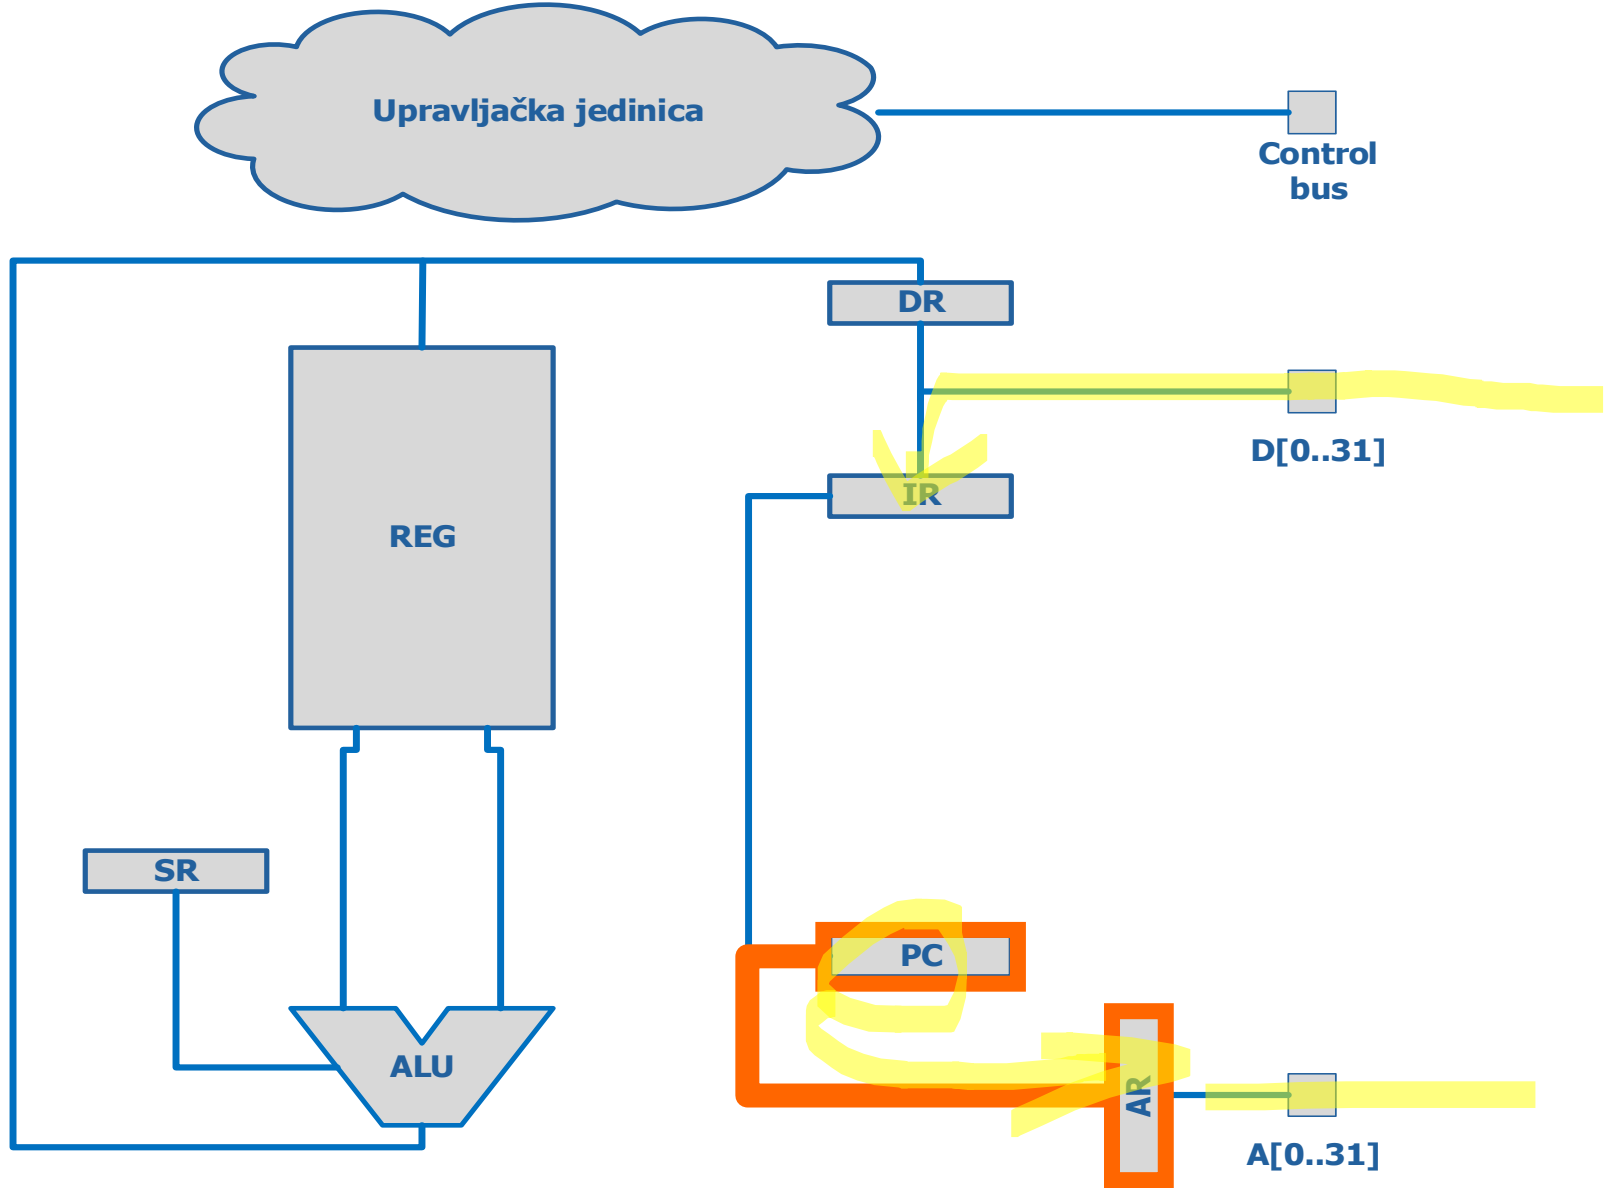 Upravljačka jedinica
Control
bus
DR
D[0..31]
IR
REG
SR
PC
ALU
AR
A[0..31]